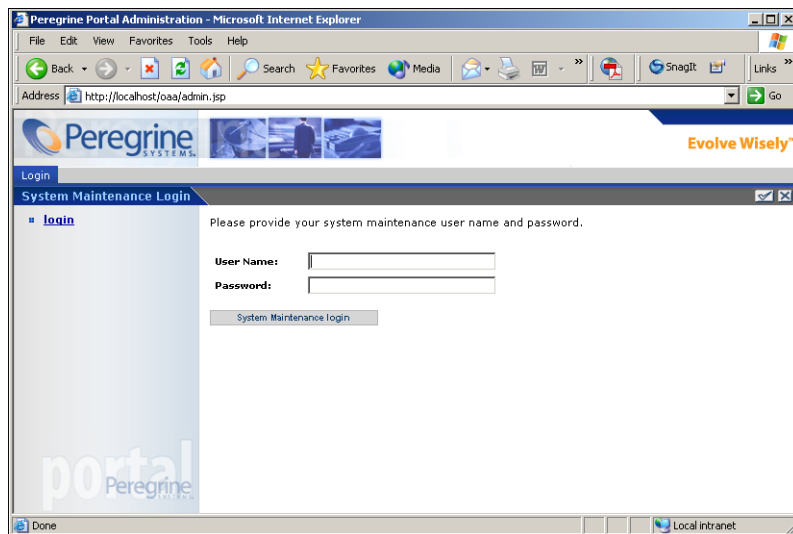 Peregrine Portal Administration - Microsoft Internet Explorer
File Edit View Favorites Tools Help
Back Search Favorites Media » SnagIt Links »
Address http://localhost/oaa/admin.jsp Go
Peregrine
SYSTEMS
Evolve Wisely™
Login
System Maintenance Login
login
Please provide your system maintenance user name and password.
User Name:
Password:
System Maintenance login
portal
Peregrine
Done Local intranet